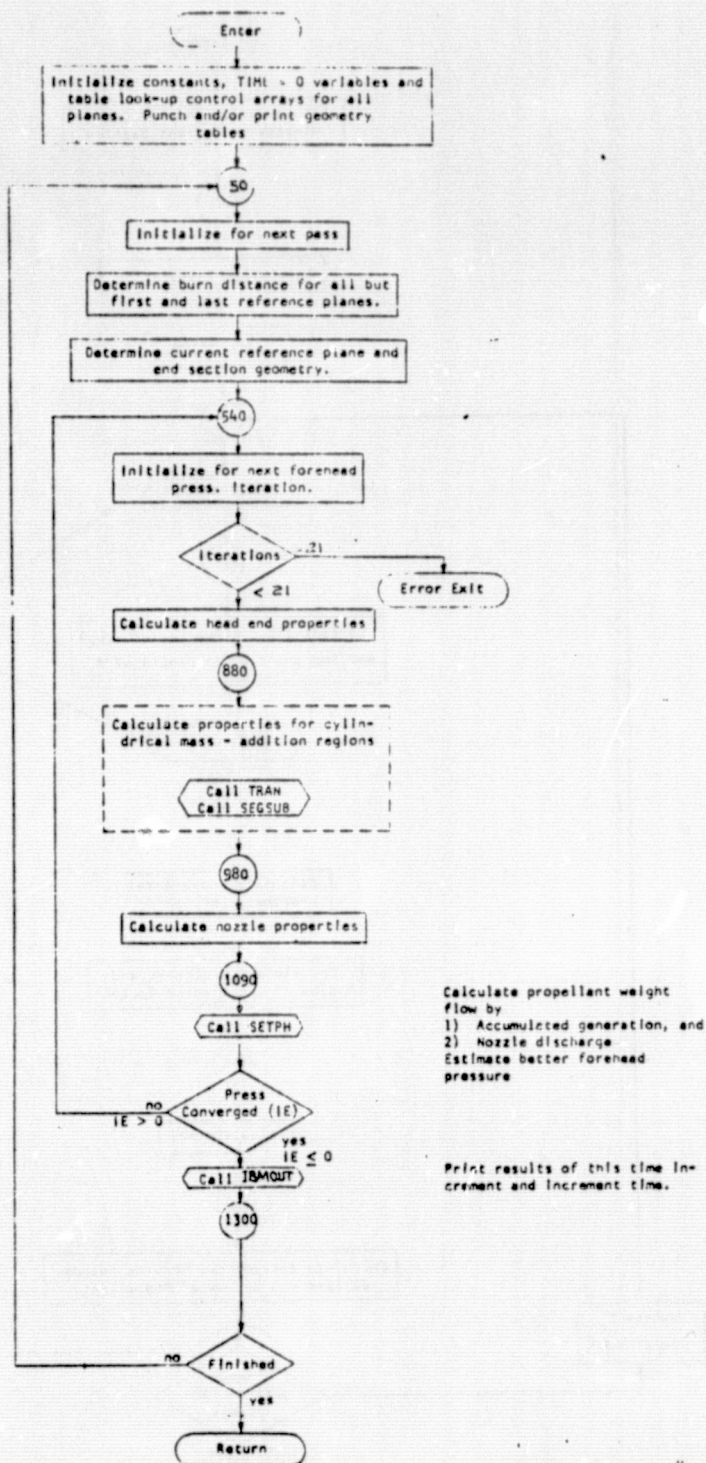 Enter
Initialize constants, TIME = 0 variables and
table look-up control arrays for all
planes. Punch and/or print geometry
tables
50
Initialize for next pass
Determine burn distance for all but
first and last reference planes.
Determine current reference plane and
end section geometry.
540
Initialize for next forehead
press. iteration.
Iterations
21
< 21
Error Exit
Calculate head end properties
880
Calculate properties for cylin-
drical mass - addition regions
Call TRAN
Call SEGSUB
980
Calculate nozzle properties
1090
Call SETPH
Calculate propellant weight
flow by
1) Accumulated generation, and
2) Nozzle discharge
Estimate better forehead
pressure
Press
Converged (IE)
no
IE > 0
yes
IE ≤ 0
Call IBMOUT
Print results of this time in-
crement and increment time.
1300
Finished
no
yes
Return